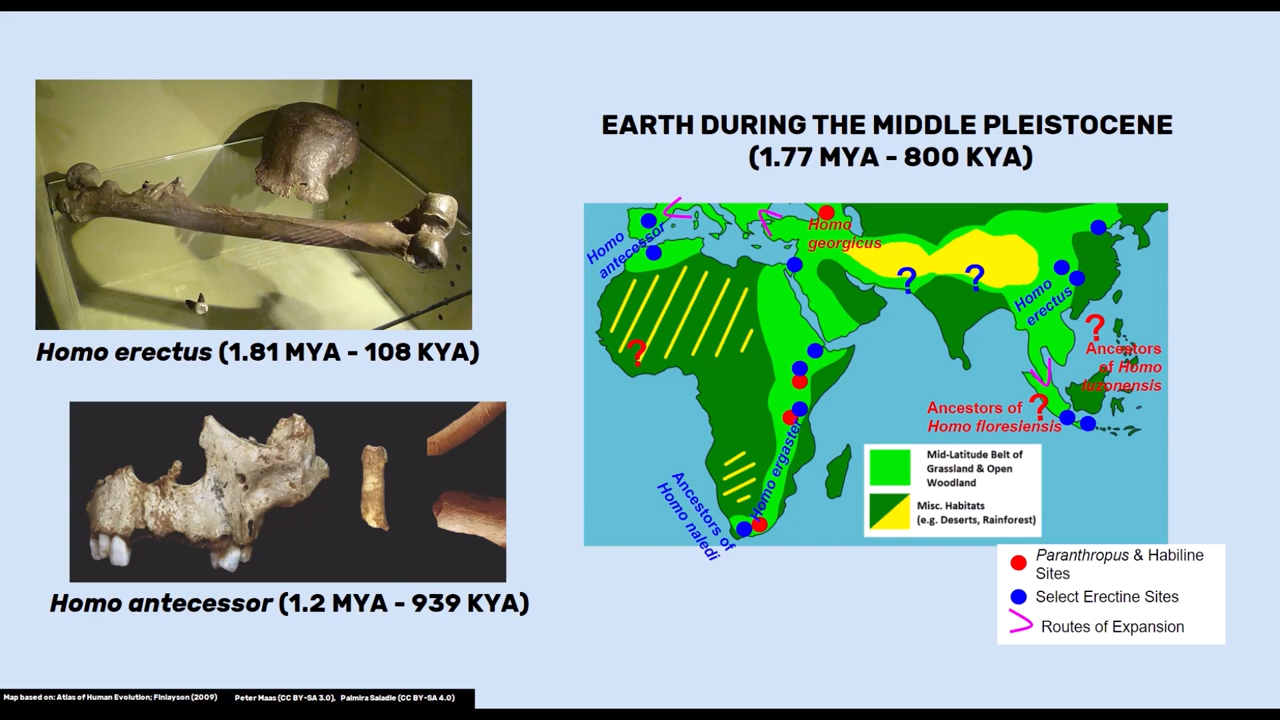 EARTH DURING THE MIDDLE PLEISTOCENE
(1.77 MYA - 800 KYA)
Homo erectus (1.81 MYA - 108 KYA)
Homo antecessor (1.2 MYA - 939 KYA)
Homo
antecessor
Homo
georgicus
?
?
Homo
erectus
?
?
Ancestors
of Homo
luzonensis
?
Ancestors of
Homo floresiensis
Homo ergaster
Ancestors of
Homo naledi
Mid-Latitude Belt of
Grassland & Open
Woodland
Misc. Habitats
(e.g. Deserts, Rainforest)
Paranthropus & Habiline
Sites
Select Erectine Sites
Routes of Expansion
Map based on: Atlas of Human Evolution; Finlayson (2009) Peter Maas (CC BY-SA 3.0), Palmira Saladie (CC BY-SA 4.0)